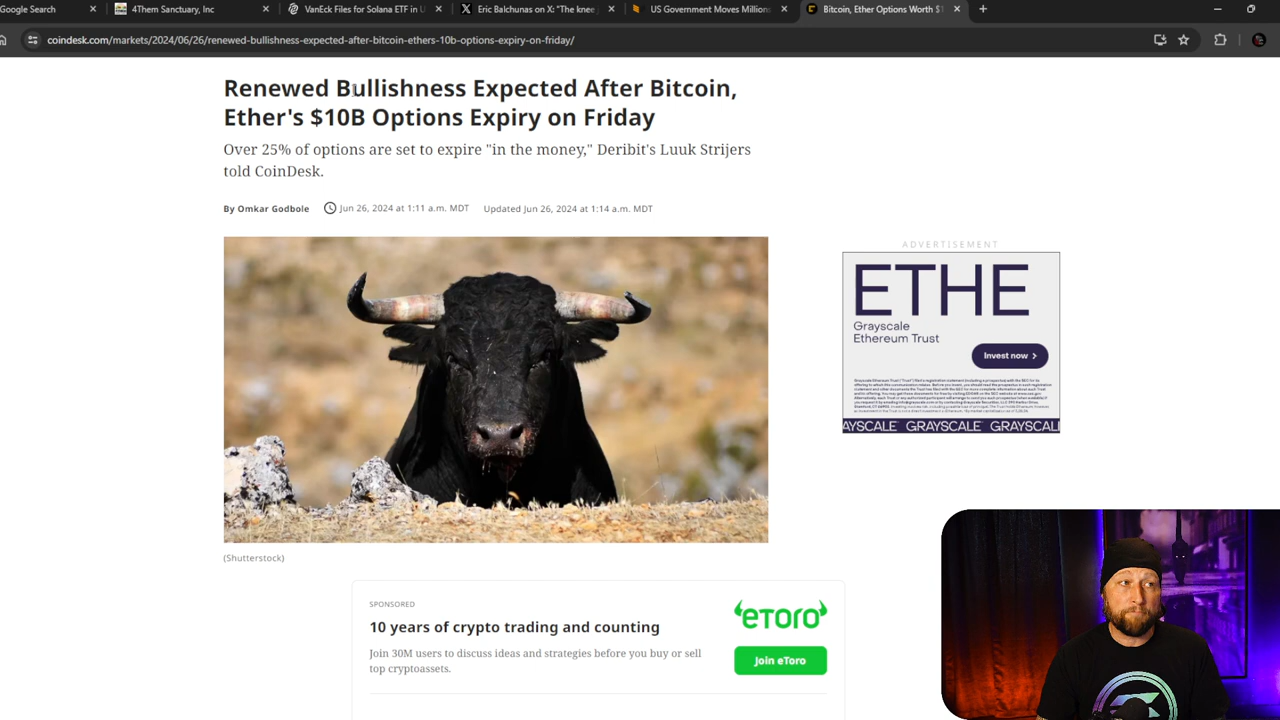 Google Search
4Them Sanctuary, Inc
VanEck Files for Solana ETF in U
Eric Balchunas on X: "The knee
US Government Moves Millions
Bitcoin, Ether Options Worth $1
coindesk.com/markets/2024/06/26/renewed-bullishness-expected-after-bitcoin-ethers-10b-options-expiry-on-friday/
Renewed Bullishness Expected After Bitcoin,
Ether's $10B Options Expiry on Friday
Over 25% of options are set to expire "in the money," Deribit's Luuk Strijers
told CoinDesk.
By Omkar Godbole Jun 26, 2024 at 1:11 a.m. MDT Updated Jun 26, 2024 at 1:14 a.m. MDT
ADVERTISEMENT
ETHE
Grayscale
Ethereum Trust
Invest now
AYSCALE GRAYSCALE GRAYSCAL
(Shutterstock)
SPONSORED
10 years of crypto trading and counting
Join 30M users to discuss ideas and strategies before you buy or sell
top cryptoassets.
eToro
Join eToro